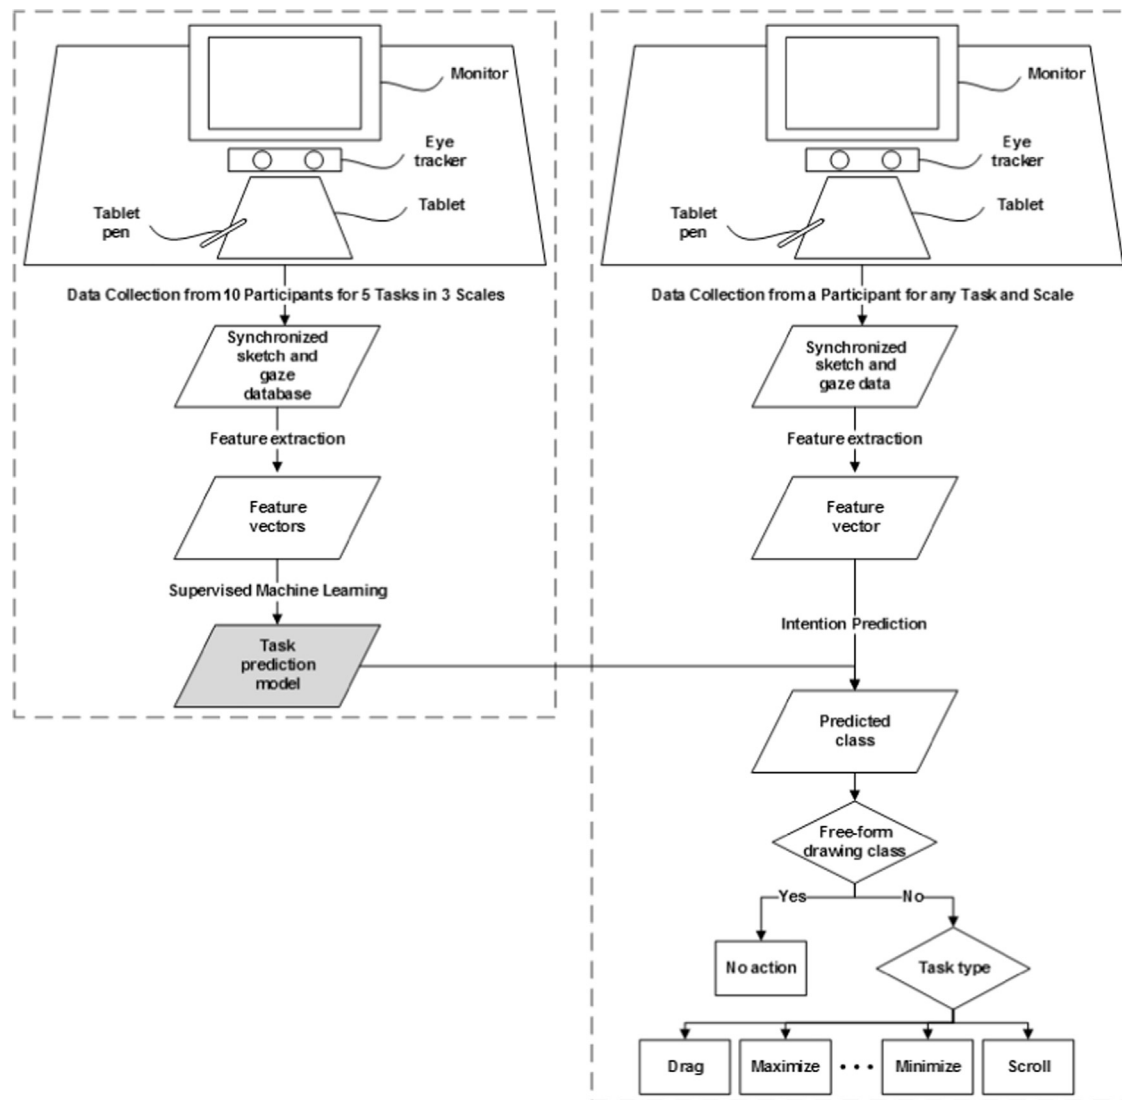 Monitor
Eye
tracker
Tablet
Tablet
pen
Data Collection from 10 Participants for 5 Tasks in 3 Scales
Synchronized
sketch and
gaze
database
Feature extraction
Feature
vectors
Supervised Machine Learning
Task
prediction
model
Monitor
Eye
tracker
Tablet
Tablet
pen
Data Collection from a Participant for any Task and Scale
Synchronized
sketch and
gaze data
Feature extraction
Feature
vector
Intention Prediction
Predicted
class
Free-form
drawing class
Yes
No
No action
Task type
Drag
Maximize
• • •
Minimize
Scroll